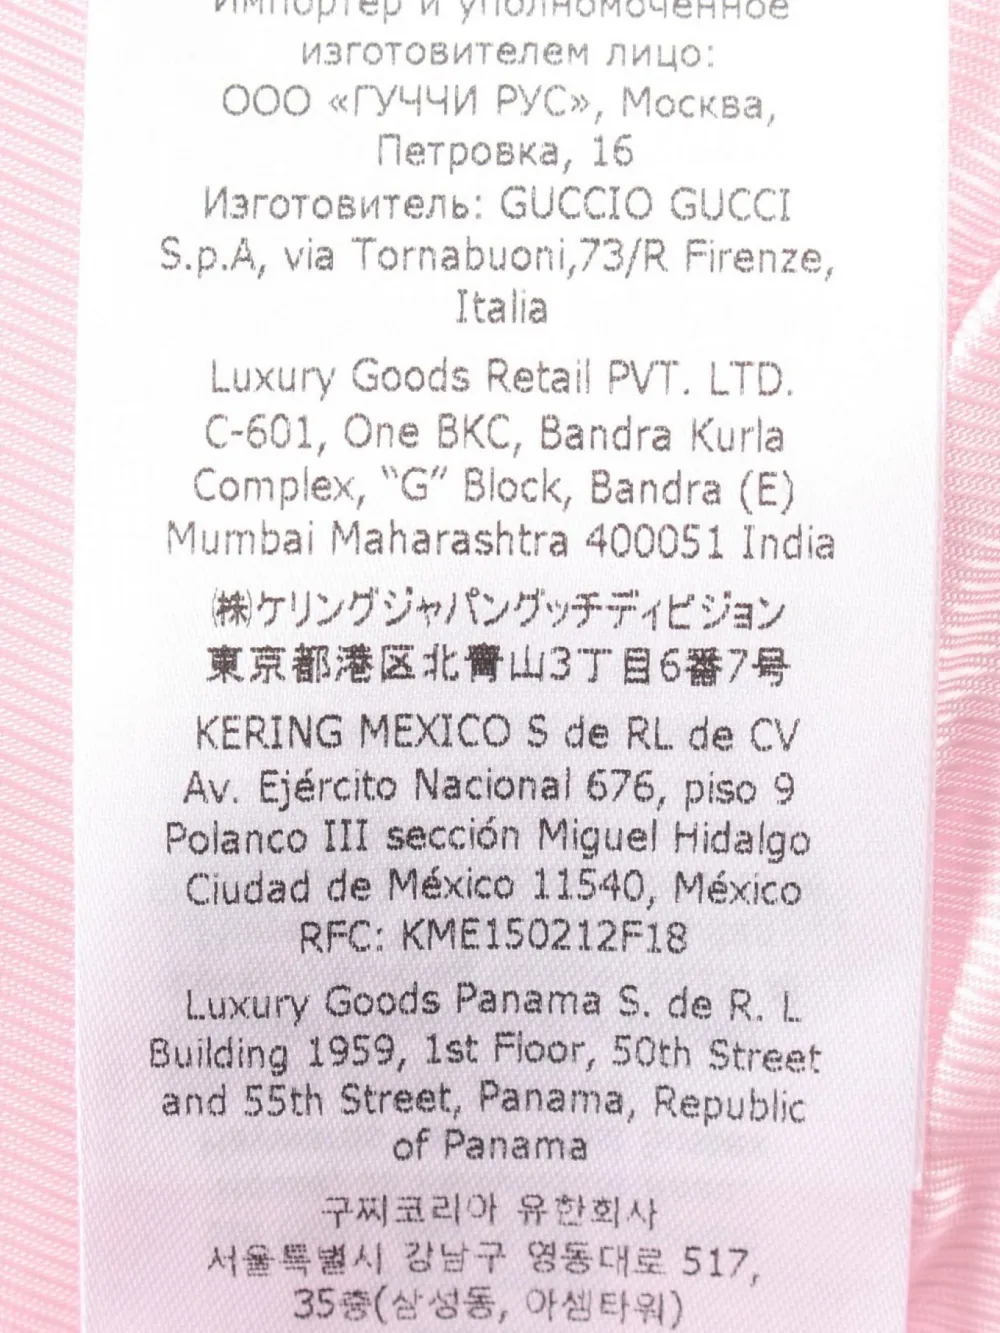 Импортер и уполномоченное
изготовителем лицо:
ООО «ГУЧЧИ РУС», Москва,
Петровка, 16
Изготовитель: GUCCIO GUCCI
S.p.A, via Tornabuoni,73/R Firenze,
Italia
Luxury Goods Retail PVT. LTD.
C-601, One BKC, Bandra Kurla
Complex, “G” Block, Bandra (E)
Mumbai Maharashtra 400051 India
㈱ケリングジャパングッチディビジョン
東京都港区北青山3丁目6番7号
KERING MEXICO S de RL de CV
Av. Ejército Nacional 676, piso 9
Polanco III sección Miguel Hidalgo
Ciudad de México 11540, México
RFC: KME150212F18
Luxury Goods Panama S. de R. L
Building 1959, 1st Floor, 50th Street
and 55th Street, Panama, Republic
of Panama
구찌코리아 유한회사
서울특별시 강남구 영동대로 517,
35층(삼성동, 아셈타워)